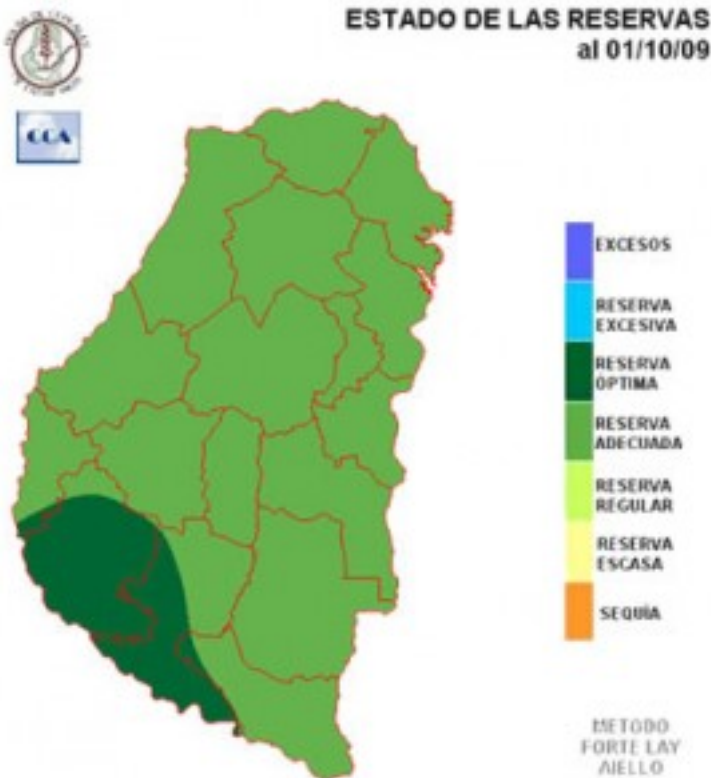 ESTADO DE LAS RESERVAS
al 01/10/09
CCA
EXCESOS
RESERVA
EXCESIVA
RESERVA
ÓPTIMA
RESERVA
ADECUADA
RESERVA
REGULAR
RESERVA
ESCASA
SEQUÍA
METODO
FORTE LAY
AIELLO